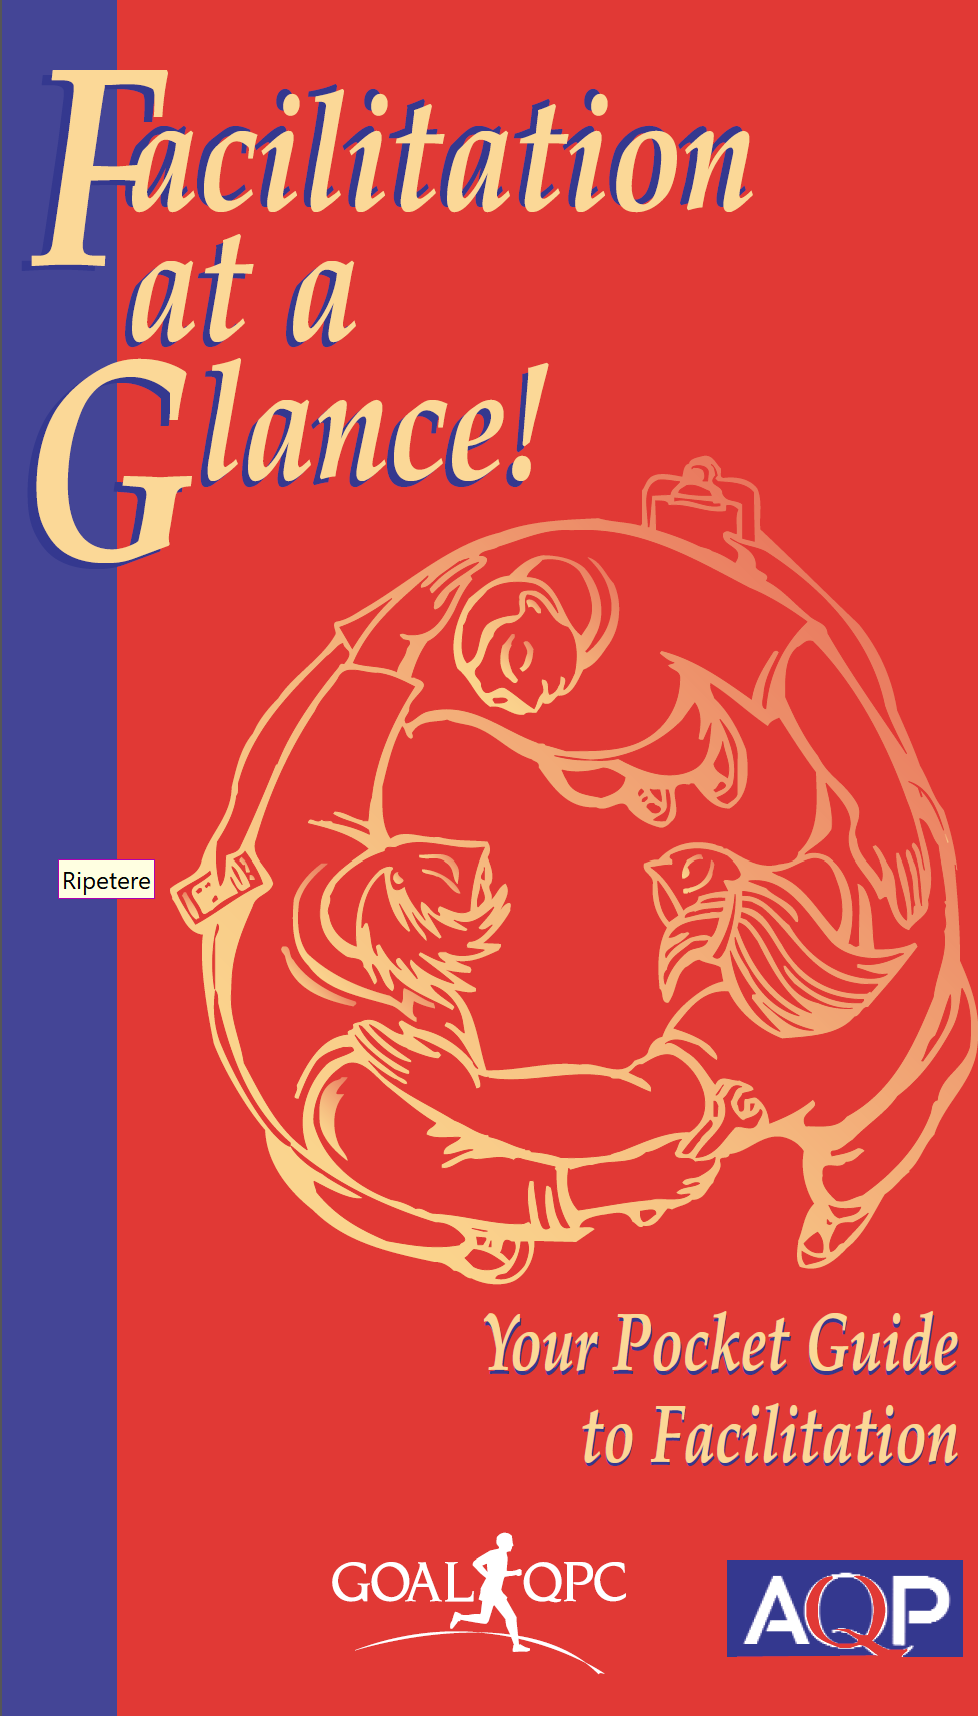 Facilitation
at a
Glance!
Ripetere
Your Pocket Guide
to Facilitation
GOAL QPC
AQP